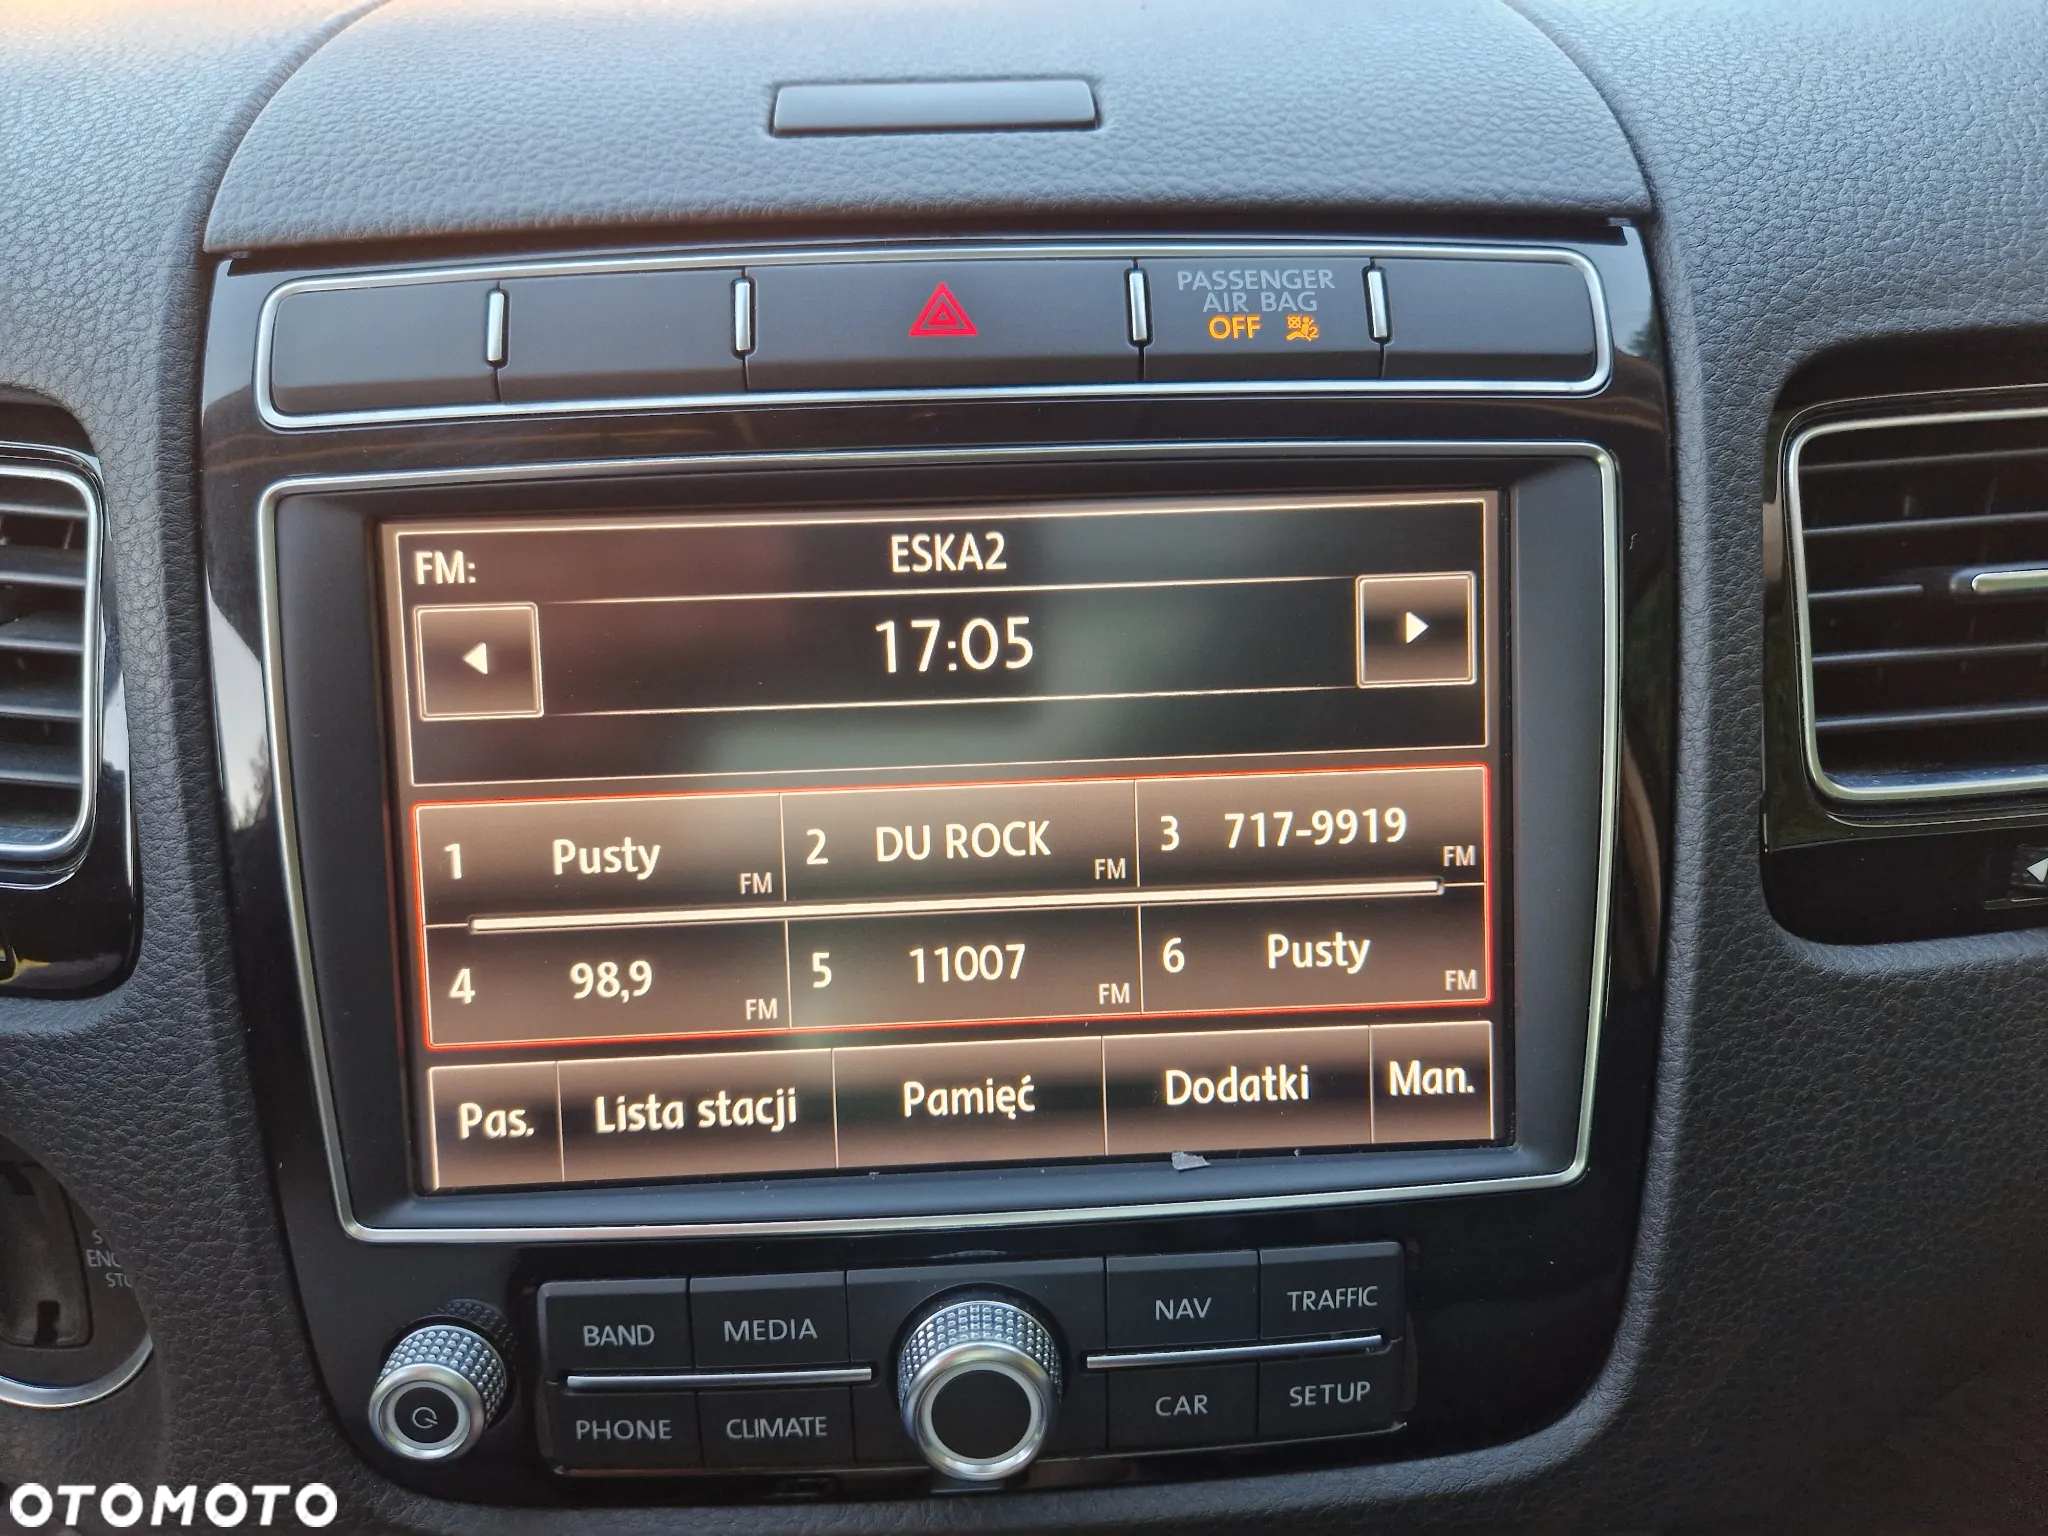 PASSENGER
AIR BAG
OFF
2
ESKA2
FM:
17:05
1 Pusty FM
2 DU ROCK FM
3 717-9919 FM
4 98,9 FM
5 11007 FM
6 Pusty FM
Pas. Lista stacji Pamięć Dodatki Man.
BAND MEDIA NAV TRAFFIC
PHONE CLIMATE CAR SETUP
OTOMOTO